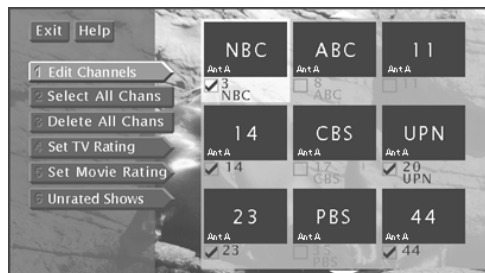 Exit Help
1 Edit Channels
2 Select All Chans
3 Delete All Chans
4 Set TV Rating
5 Set Movie Rating
6 Unrated Shows
NBC ABC 11
Ant A Ant A Ant A
3 8 11
NBC ABC
14 CBS UPN
Ant A Ant A Ant A
14 17 20
CBS UPN
23 PBS 44
Ant A Ant A Ant A
23 35 44
PBS